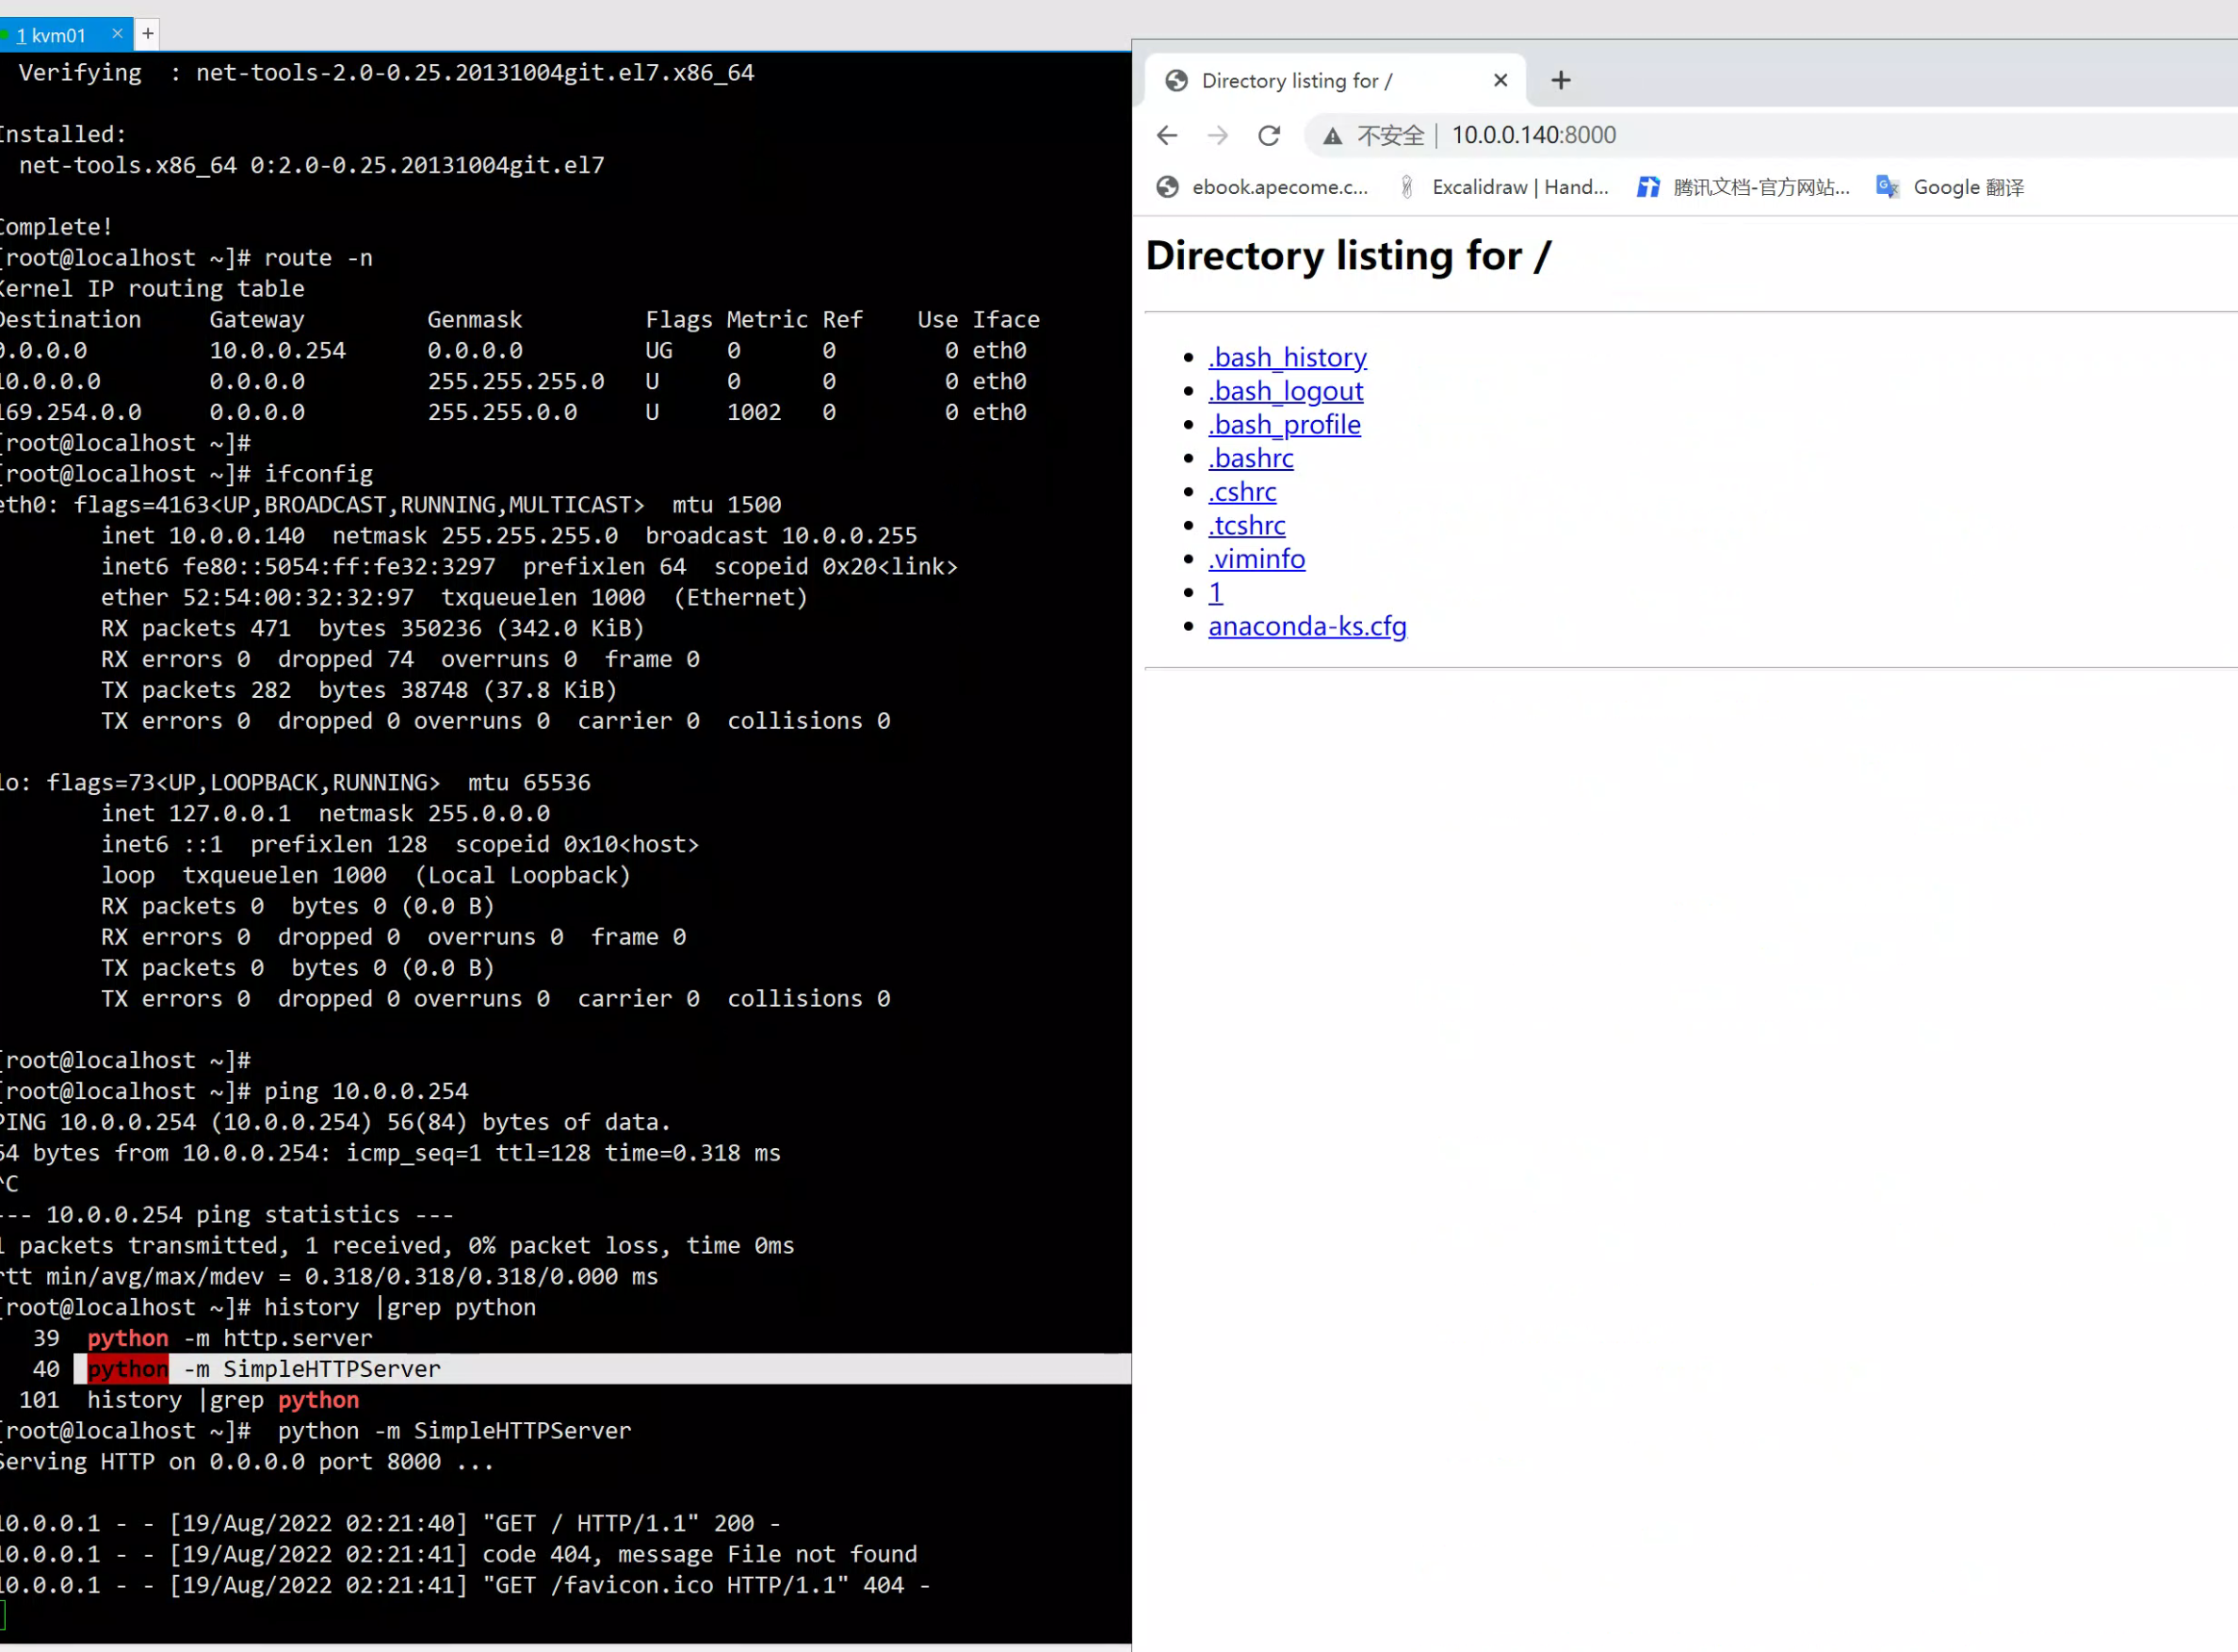 1 kvm01 × +
Verifying  : net-tools-2.0-0.25.20131004git.el7.x86_64
Installed:
net-tools.x86_64 0:2.0-0.25.20131004git.el7
Complete!
[root@localhost ~]# route -n
Kernel IP routing table
Destination     Gateway         Genmask         Flags Metric Ref    Use Iface
0.0.0.0         10.0.0.254      0.0.0.0         UG    0      0        0 eth0
10.0.0.0        0.0.0.0         255.255.255.0   U     0      0        0 eth0
169.254.0.0     0.0.0.0         255.255.0.0     U     1002   0        0 eth0
[root@localhost ~]#
[root@localhost ~]# ifconfig
eth0: flags=4163<UP,BROADCAST,RUNNING,MULTICAST>  mtu 1500
inet 10.0.0.140  netmask 255.255.255.0  broadcast 10.0.0.255
inet6 fe80::5054:ff:fe32:3297  prefixlen 64  scopeid 0x20<link>
ether 52:54:00:32:32:97  txqueuelen 1000  (Ethernet)
RX packets 471  bytes 350236 (342.0 KiB)
RX errors 0  dropped 74  overruns 0  frame 0
TX packets 282  bytes 38748 (37.8 KiB)
TX errors 0  dropped 0 overruns 0  carrier 0  collisions 0
lo: flags=73<UP,LOOPBACK,RUNNING>  mtu 65536
inet 127.0.0.1  netmask 255.0.0.0
inet6 ::1  prefixlen 128  scopeid 0x10<host>
loop  txqueuelen 1000  (Local Loopback)
RX packets 0  bytes 0 (0.0 B)
RX errors 0  dropped 0  overruns 0  frame 0
TX packets 0  bytes 0 (0.0 B)
TX errors 0  dropped 0 overruns 0  carrier 0  collisions 0
[root@localhost ~]#
[root@localhost ~]# ping 10.0.0.254
PING 10.0.0.254 (10.0.0.254) 56(84) bytes of data.
64 bytes from 10.0.0.254: icmp_seq=1 ttl=128 time=0.318 ms
^C
--- 10.0.0.254 ping statistics ---
1 packets transmitted, 1 received, 0% packet loss, time 0ms
rtt min/avg/max/mdev = 0.318/0.318/0.318/0.000 ms
[root@localhost ~]# history |grep python
39  python -m http.server
40  python -m SimpleHTTPServer
101  history |grep python
[root@localhost ~]#  python -m SimpleHTTPServer
Serving HTTP on 0.0.0.0 port 8000 ...
10.0.0.1 - - [19/Aug/2022 02:21:40] "GET / HTTP/1.1" 200 -
10.0.0.1 - - [19/Aug/2022 02:21:41] code 404, message File not found
10.0.0.1 - - [19/Aug/2022 02:21:41] "GET /favicon.ico HTTP/1.1" 404 -
Directory listing for /
不安全 | 10.0.0.140:8000
ebook.apecome.c... Excalidraw | Hand... 腾讯文档-官方网站... Google 翻译
Directory listing for /
.bash_history
.bash_logout
.bash_profile
.bashrc
.cshrc
.tcshrc
.viminfo
1
anaconda-ks.cfg